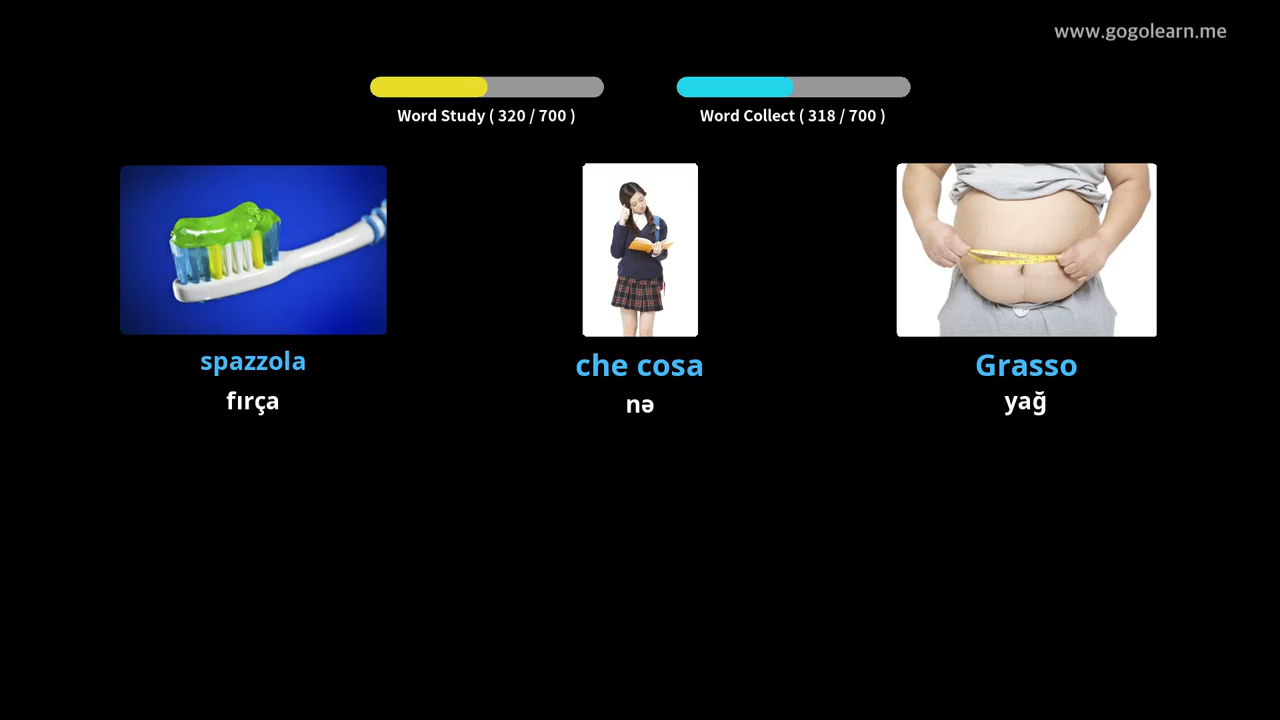 www.gogolearn.me
Word Study ( 320 / 700 )
Word Collect ( 318 / 700 )
spazzola
fırça
che cosa
nə
Grasso
yağ